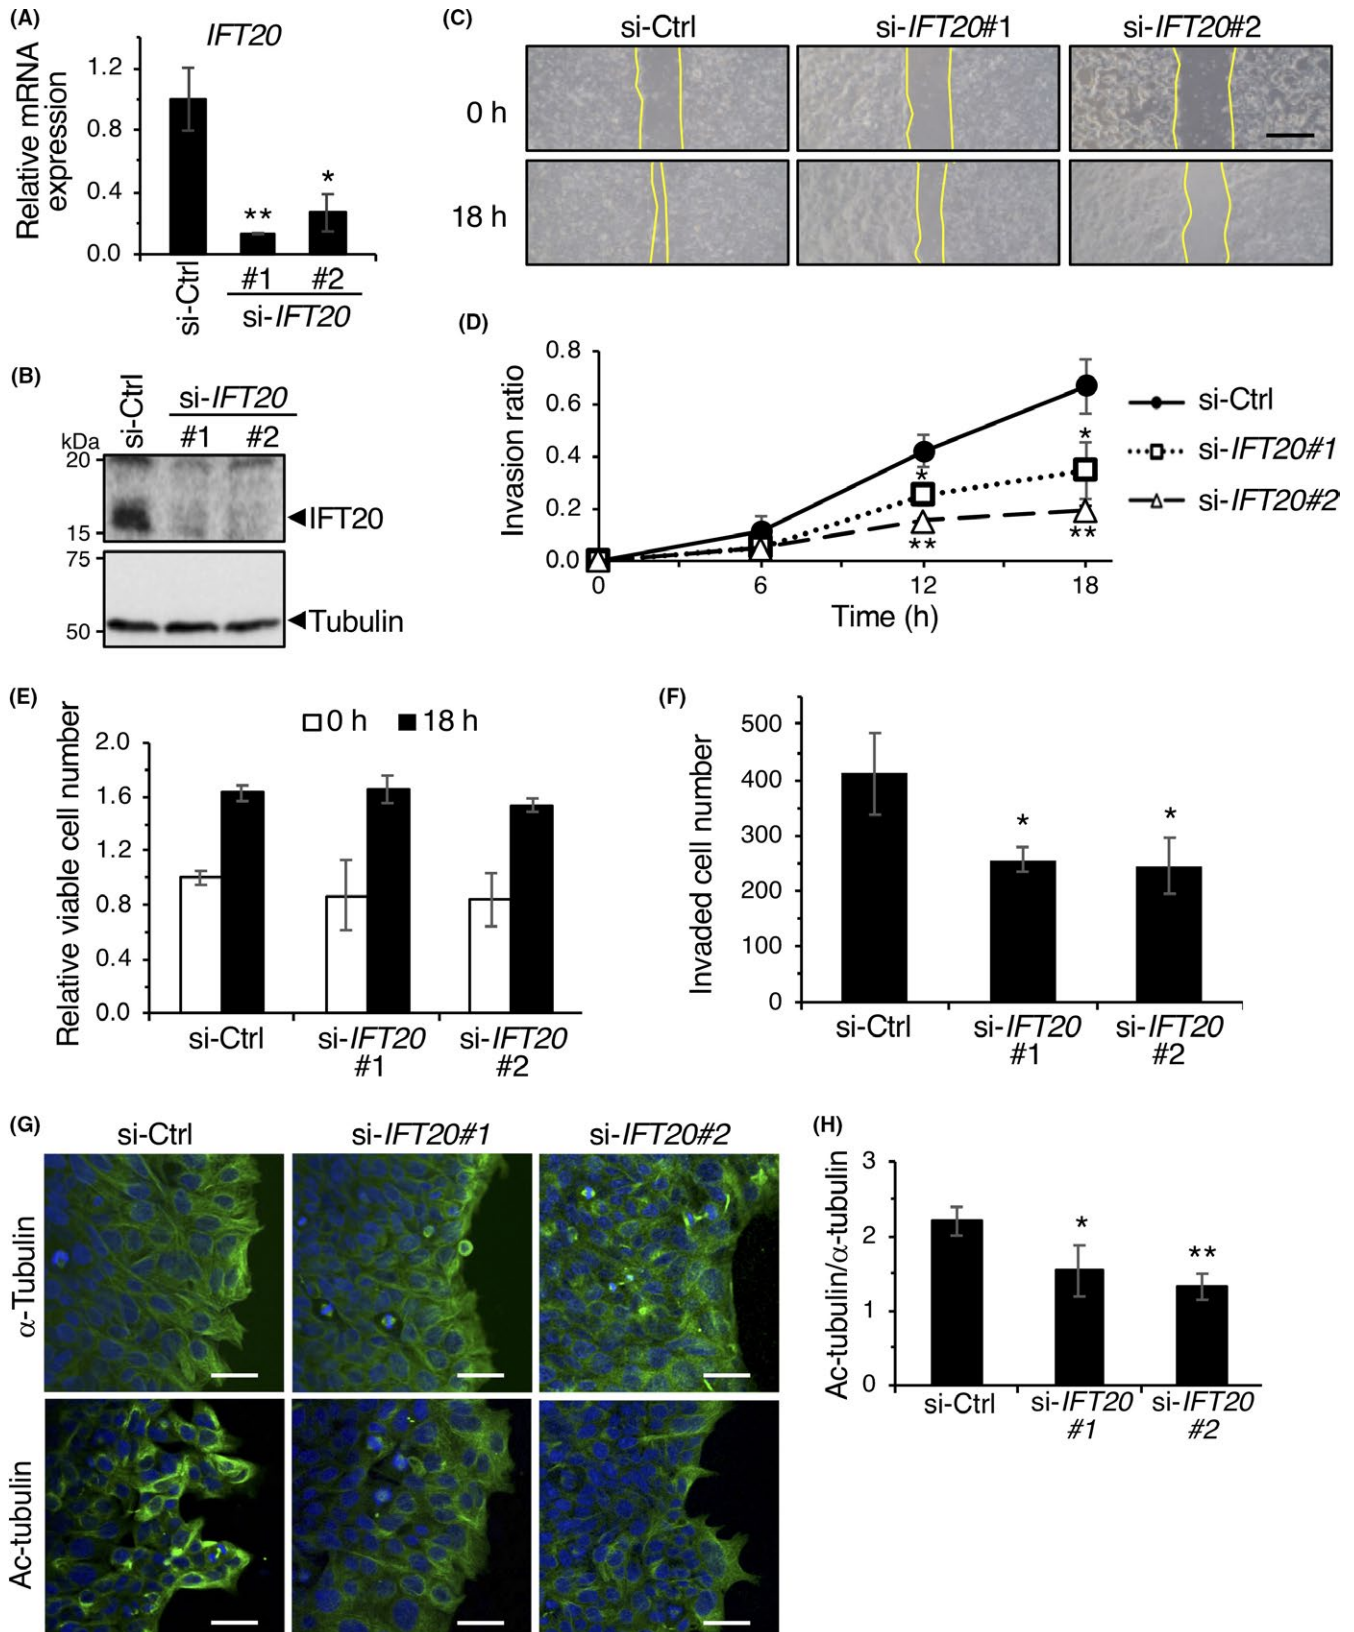 (A)
IFT20
Relative mRNA
expression
1.2
0.8
0.4
0.0
**
*
si-Ctrl
#1
#2
si-IFT20
(B)
si-Ctrl
si-IFT20
#1
#2
kDa
20
15
IFT20
75
50
Tubulin
(C)
si-Ctrl
si-IFT20#1
si-IFT20#2
0 h
18 h
(D)
Invasion ratio
0.8
0.6
0.4
0.2
0.0
*
**
*
**
0
6
12
18
Time (h)
si-Ctrl
si-IFT20#1
si-IFT20#2
(E)
Relative viable cell number
0 h
18 h
2.0
1.6
1.2
0.8
0.4
0.0
si-Ctrl
si-IFT20
#1
si-IFT20
#2
(F)
Invaded cell number
500
400
300
200
100
0
*
*
si-Ctrl
si-IFT20
#1
si-IFT20
#2
(G)
si-Ctrl
si-IFT20#1
si-IFT20#2
α-Tubulin
Ac-tubulin
(H)
Ac-tubulin/α-tubulin
3
2
1
0
*
**
si-Ctrl
si-IFT20
#1
si-IFT20
#2